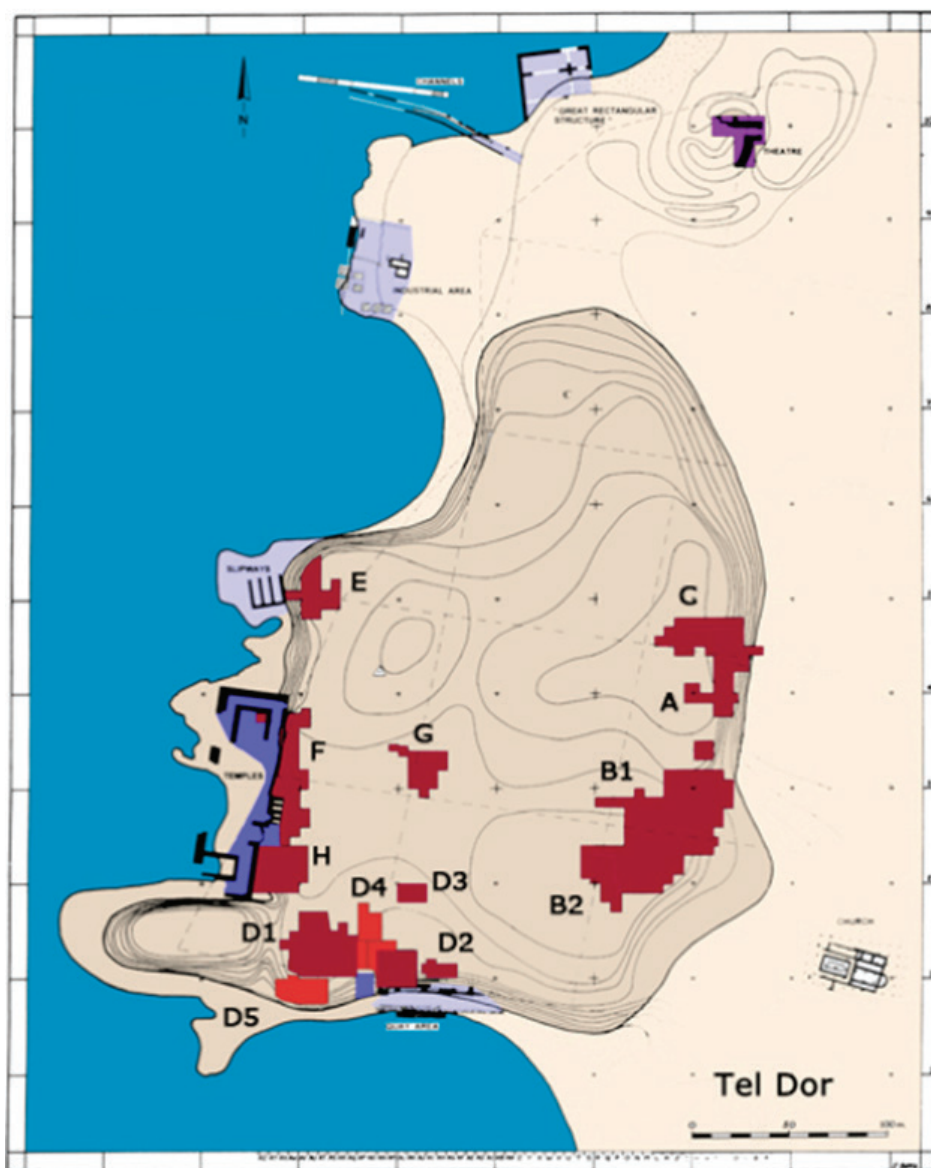 CHANNELS
N
"GREAT RECTANGULAR
STRUCTURE"
THEATRE
INDUSTRIAL AREA
SLIPWAYS
E
C
A
F
G
TEMPLES
B1
H
D4
D3
B2
D1
D2
CHURCH
D5
QUAY AREA
Tel Dor
0
50
100 m.